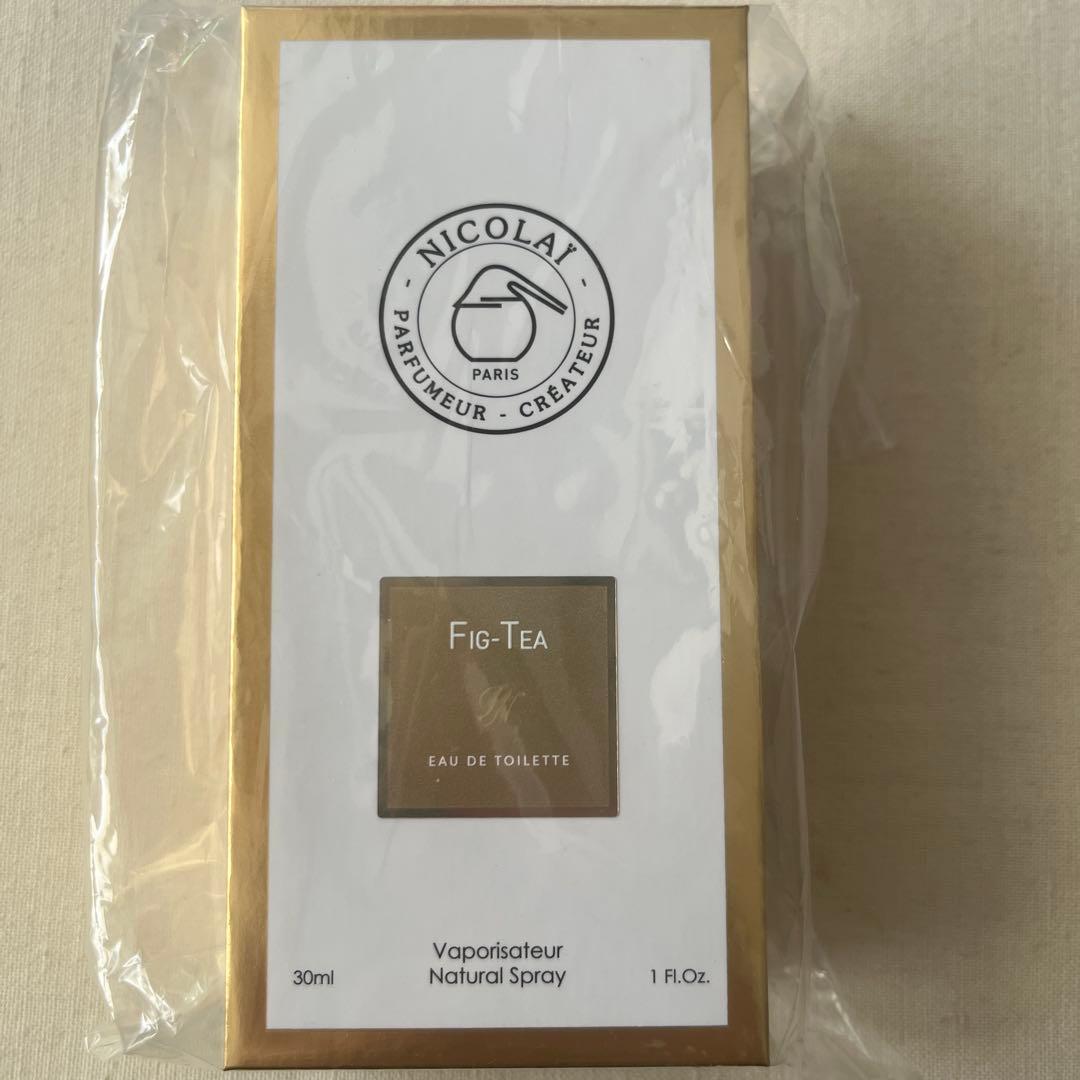 - NICOLAÏ -
PARFUMEUR - CRÉATEUR
PARIS
FIG-TEA
EAU DE TOILETTE
Vaporisateur
30ml Natural Spray 1 Fl.Oz.